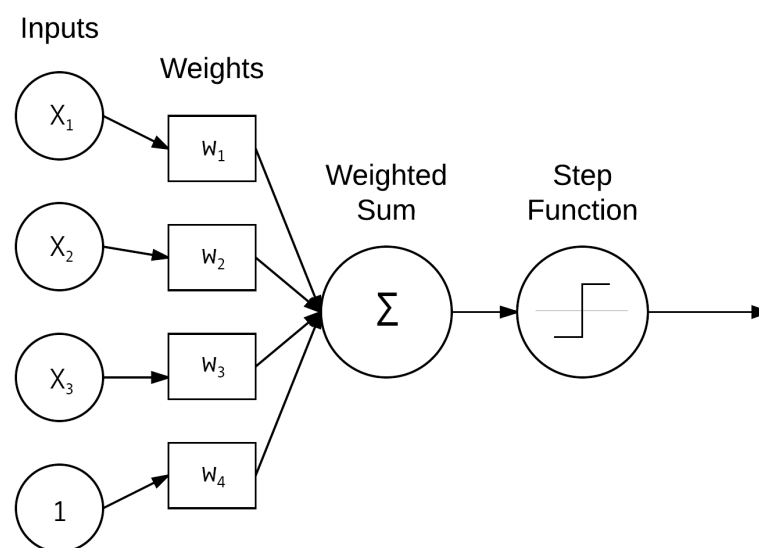 Inputs
Weights
X₁
w₁
X₂
w₂
X₃
w₃
1
w₄
Weighted
Sum
Σ
Step
Function